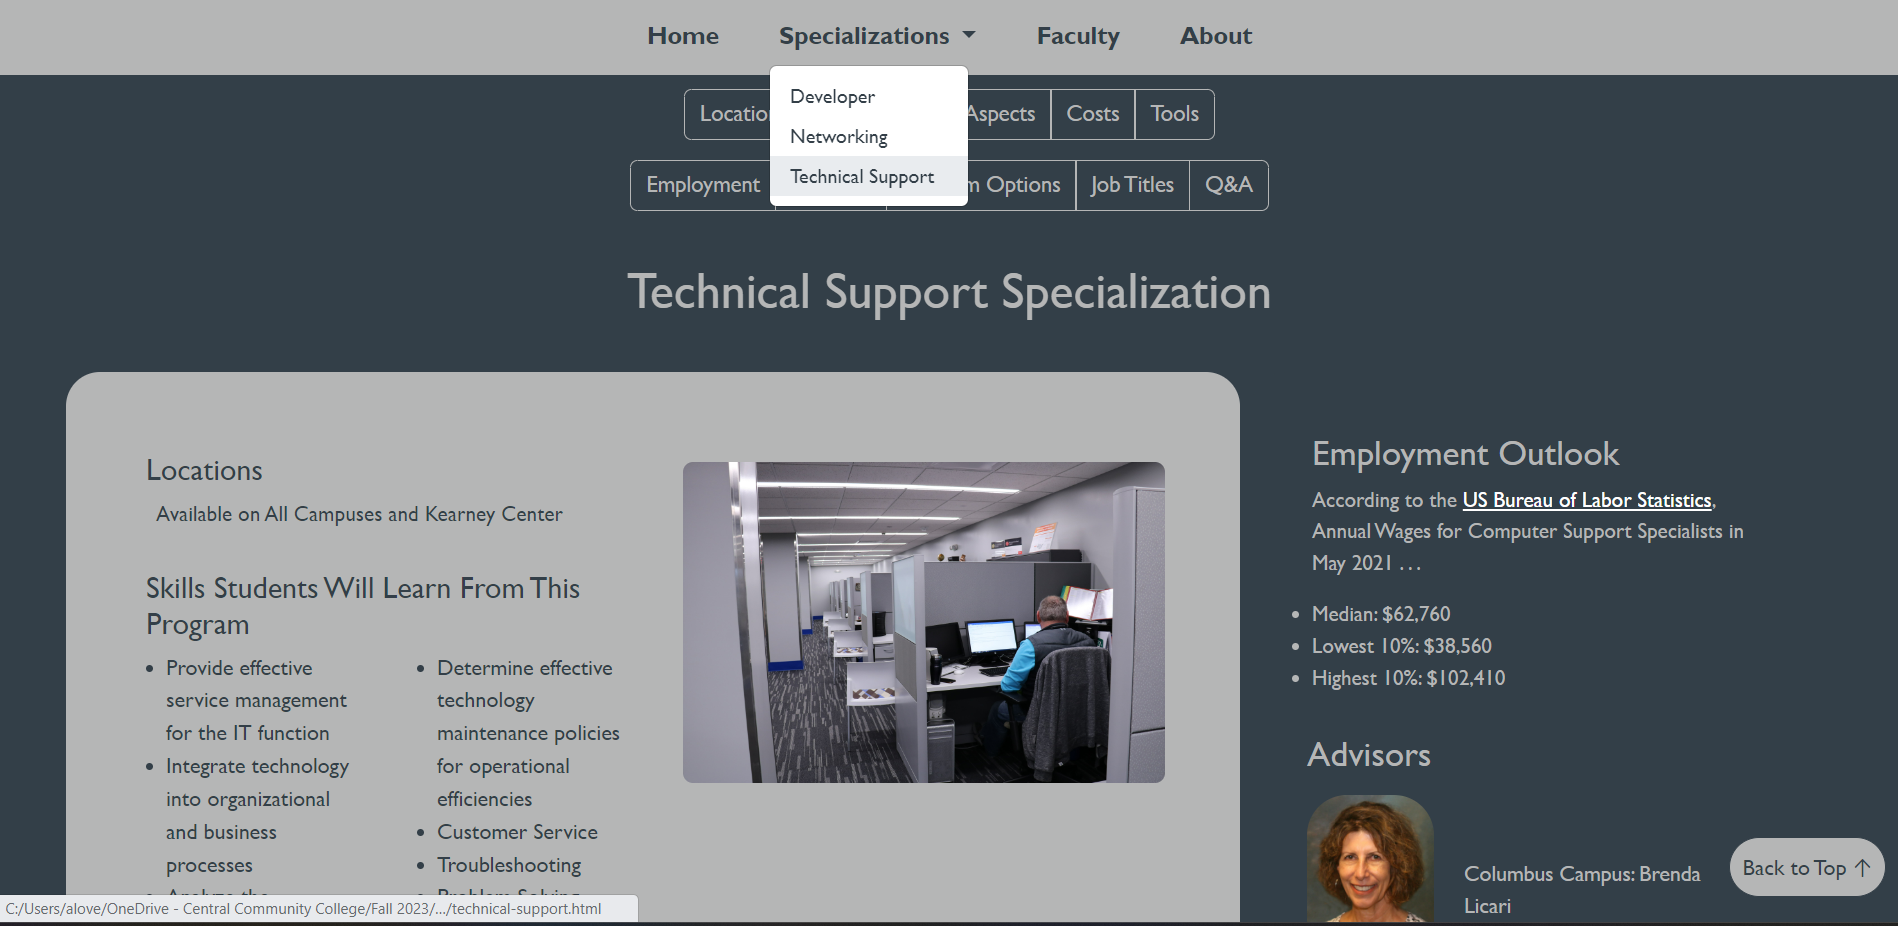 Home Specializations Faculty About
Developer
Networking
Technical Support
Aspects Costs Tools
Employment Options Job Titles Q&A
Technical Support Specialization
Locations
Available on All Campuses and Kearney Center
Skills Students Will Learn From This
Program
• Provide effective
service management
for the IT function
• Integrate technology
into organizational
and business
processes
• Determine effective
technology
maintenance policies
for operational
efficiencies
• Customer Service
• Troubleshooting
Employment Outlook
According to the US Bureau of Labor Statistics,
Annual Wages for Computer Support Specialists in
May 2021 . . .
• Median: $62,760
• Lowest 10%: $38,560
• Highest 10%: $102,410
Advisors
Columbus Campus: Brenda
Licari
Back to Top ↑
C:/Users/alove/OneDrive - Central Community College/Fall 2023/.../technical-support.html